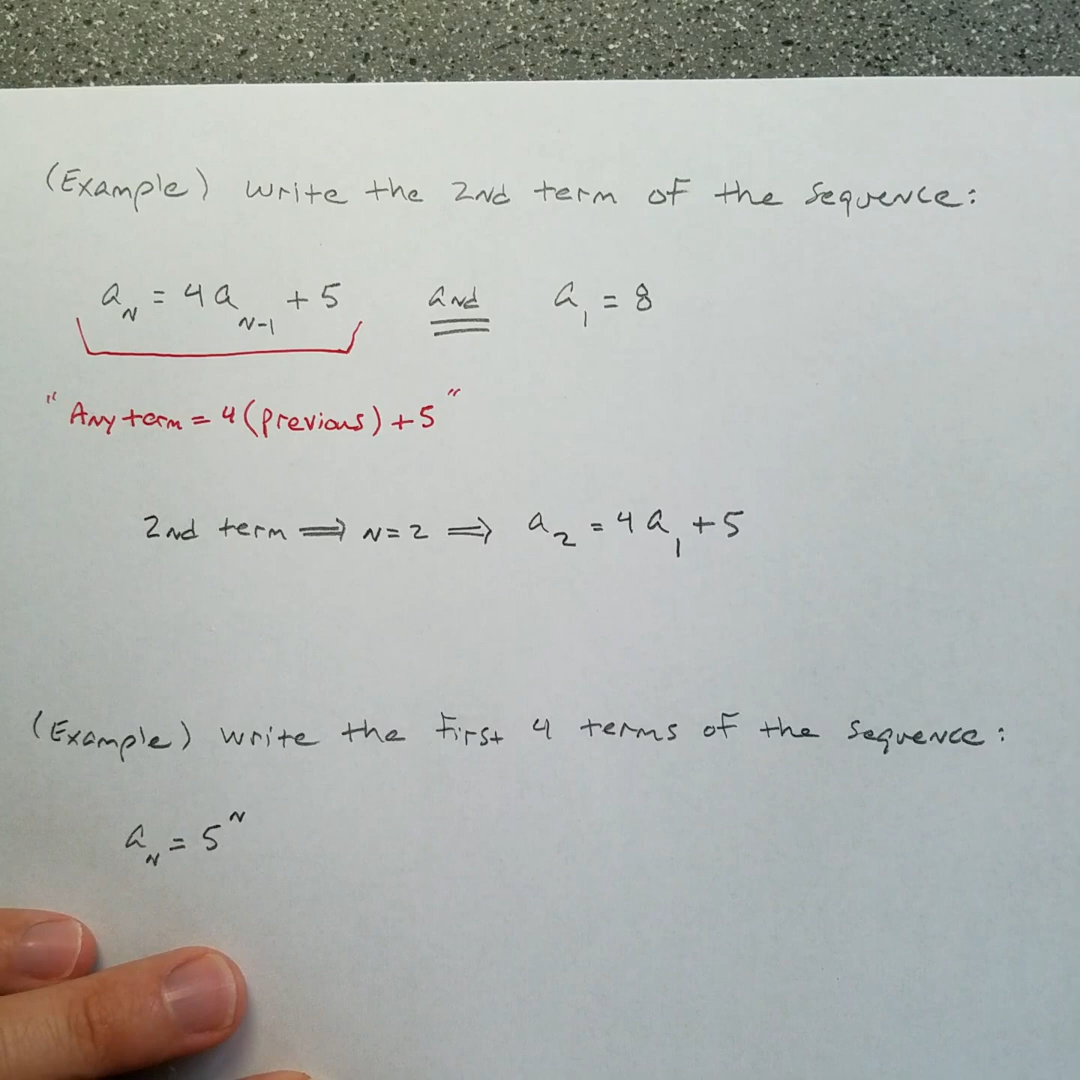 (Example) Write the 2nd term of the sequence:
a_N = 4a_{N-1} + 5 and a_1 = 8
"Any term = 4(previous)+5"
2nd term ⟹ N=2 ⟹ a_2 = 4a_1+5
(Example) Write the first 4 terms of the sequence:
a_N = 5^N